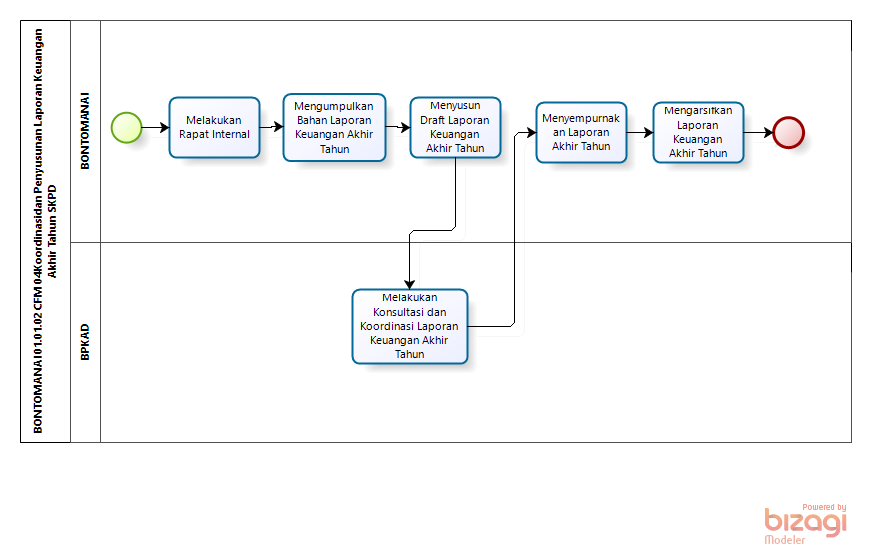 BONTOMANAI 01.01.02 CFM 04Koordinasidan Penyusunan Laporan Keuangan
Akhir Tahun SKPD
BONTOMANAI
Melakukan
Rapat Internal
Mengumpulkan
Bahan Laporan
Keuangan Akhir
Tahun
Menyusun
Draft Laporan
Keuangan
Akhir Tahun
Menyempurnak
an Laporan
Akhir Tahun
Mengarsifkan
Laporan
Keuangan
Akhir Tahun
BPKAD
Melakukan
Konsultasi dan
Koordinasi Laporan
Keuangan Akhir
Tahun
Powered by
bizagi
Modeler